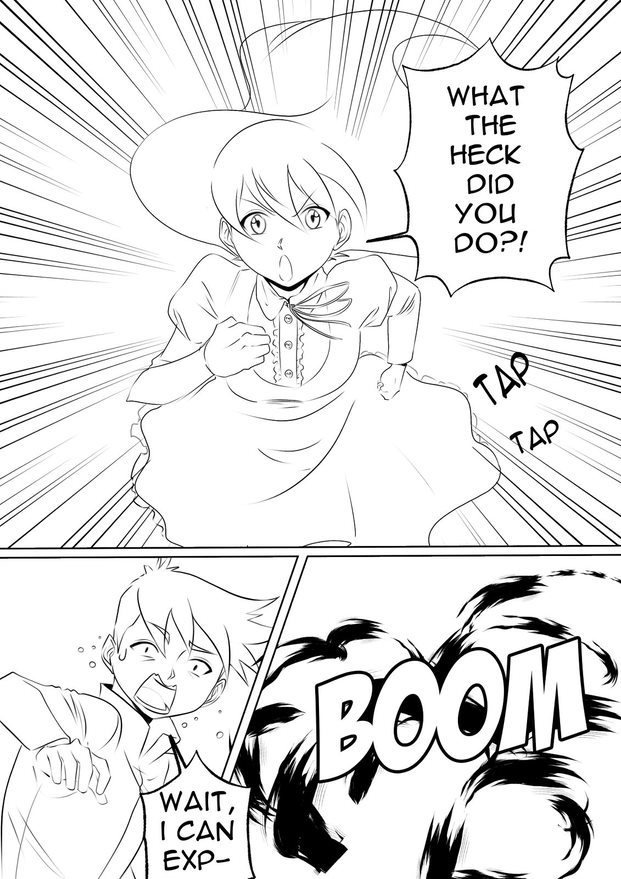 WHAT
THE
HECK
DID
YOU
DO?!
TAP
TAP
WAIT,
I CAN
EXP-
BOOM